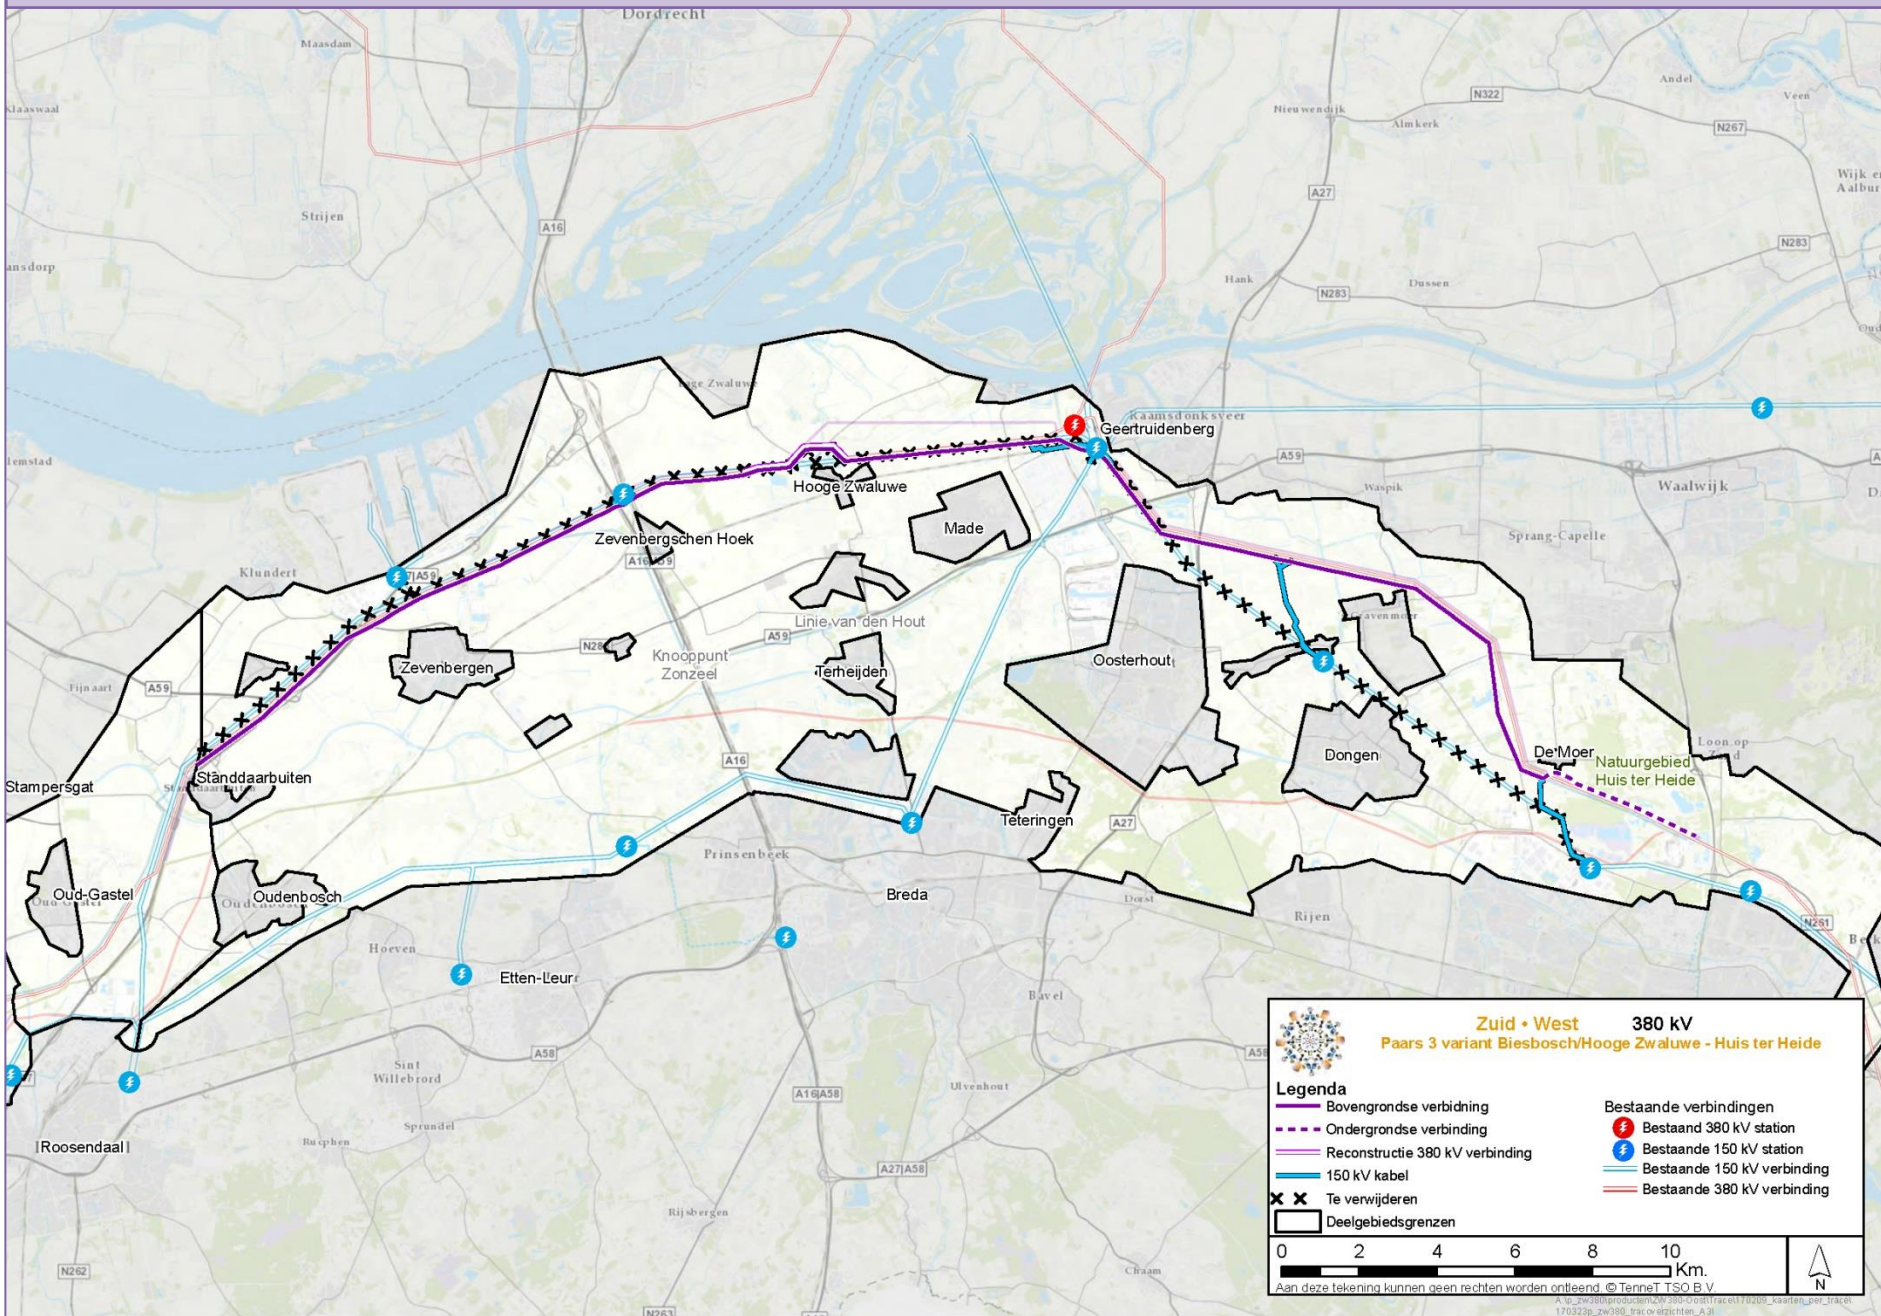 Dordrecht
Maasdam
Klaaswaal
Andel
Veen
N322
Nieuwendijk
Almkerk
N267
A27
Strijen
A16
N283
ansdorp
Hank
N283
Dussen
Raamsdonksveer
Geertruidenberg
A59
Waspik
Waalwijk
lemstad
Hooge Zwaluwe
Made
Sprang-Capelle
Zevenbergschen Hoek
Klundert
Linie van den Hout
A59
Knooppunt
Zonzeel
Zevenbergen
Terheijden
Oosterhout
Fijnaart
A59
De Moer
Natuurgebied
Huis ter Heide
Dongen
A16
Standdaarbuiten
Stampersgat
Teteringen
A27
Prinsenbeek
Oud-Gastel
Oudenbosch
Breda
Dorst
Rijen
N261
Hoeven
Etten-Leur
Bavel
A58
Sint
Willebrord
Ulvenhout
A16|A58
Roosendaal
Rucphen
Sprundel
A27|A58
Rijsbergen
N262
Chaam
N263
Zuid • West 380 kV
Paars 3 variant Biesbosch/Hooge Zwaluwe - Huis ter Heide
Legenda
Bovengrondse verbidning
Ondergrondse verbinding
Reconstructie 380 kV verbinding
150 kV kabel
Te verwijderen
Deelgebiedsgrenzen
Bestaande verbindingen
Bestaand 380 kV station
Bestaande 150 kV station
Bestaande 150 kV verbinding
Bestaande 380 kV verbinding
0 2 4 6 8 10
Km.
N
Aan deze tekening kunnen geen rechten worden ontleend. © TenneT TSO B.V.